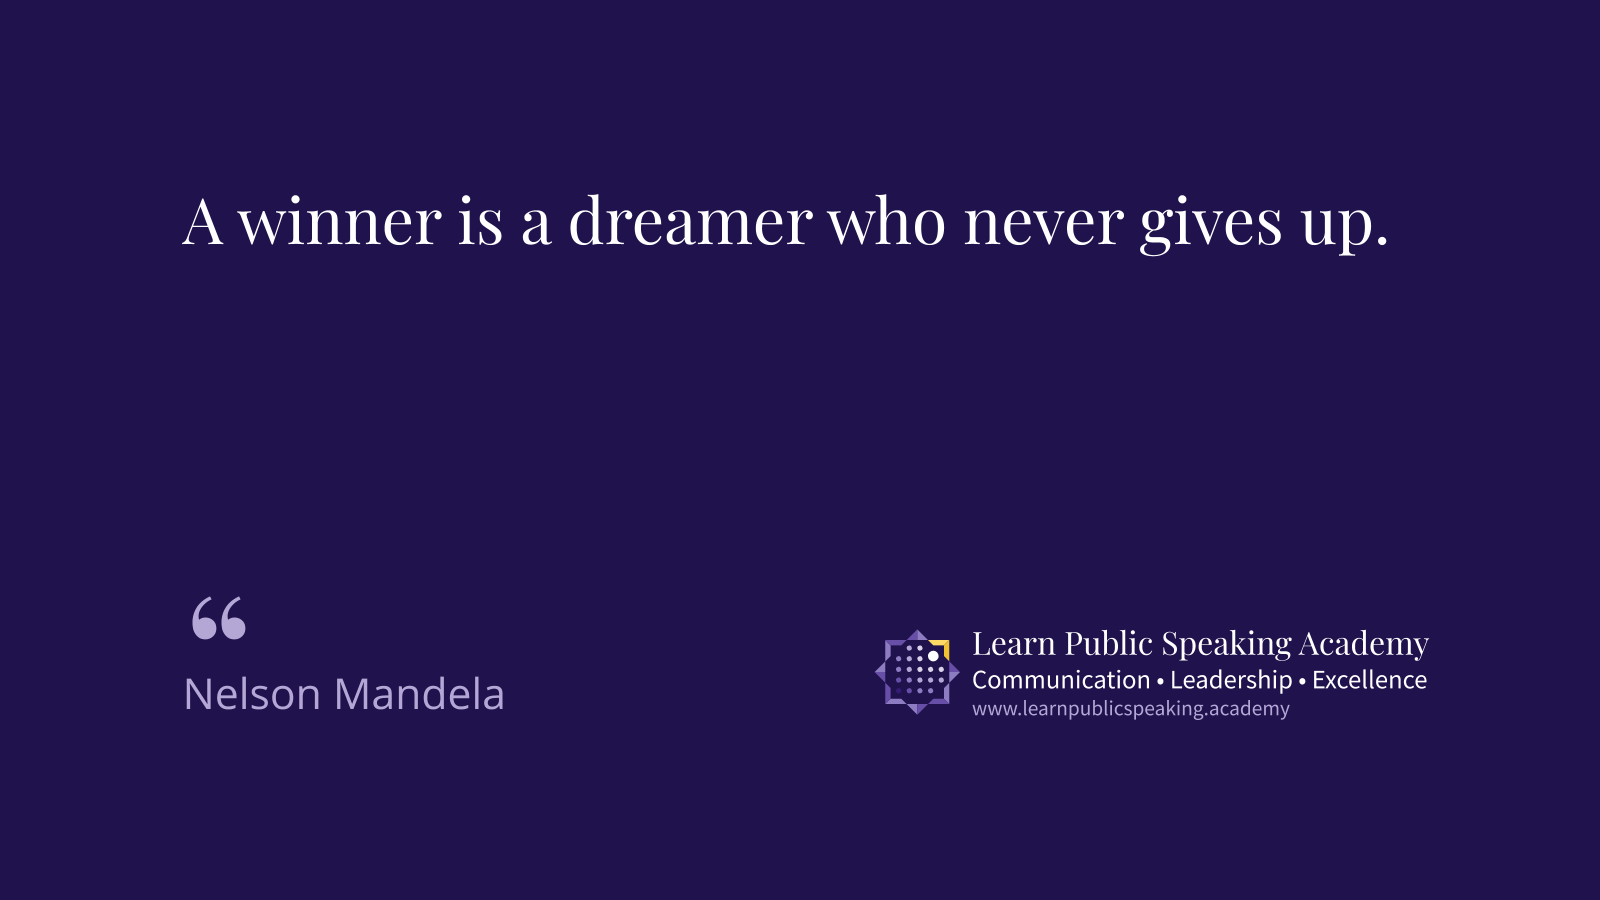 A winner is a dreamer who never gives up.
“
Nelson Mandela
Learn Public Speaking Academy
Communication • Leadership • Excellence
www.learnpublicspeaking.academy